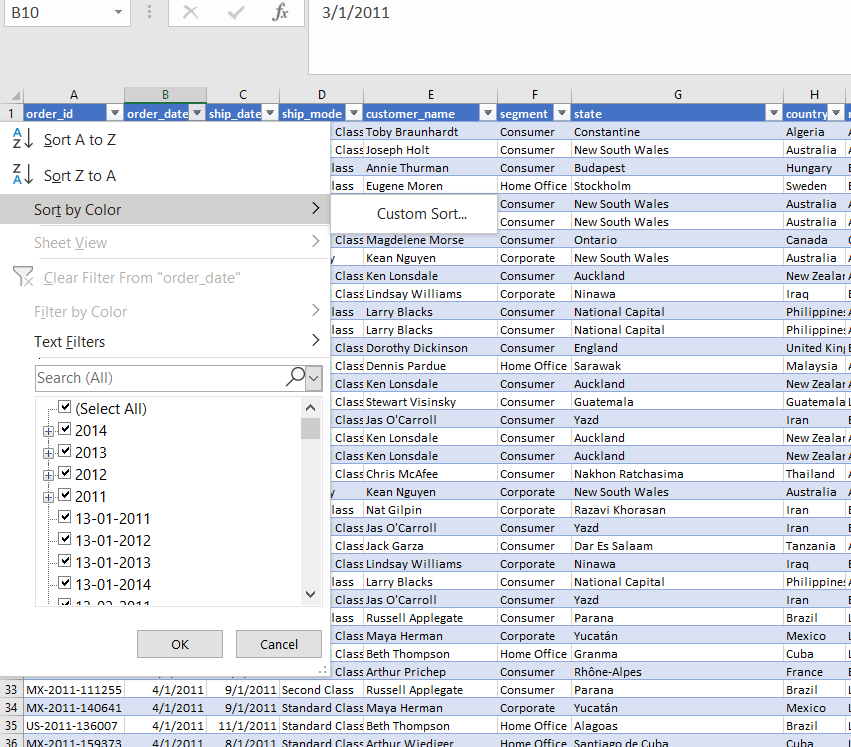 B10 fx 3/1/2011
A B C D E F G H
1 order_id order_date ship_date ship_mode customer_name segment state country
Sort A to Z
Sort Z to A
Sort by Color
Custom Sort...
Sheet View
Clear Filter From "order_date"
Filter by Color
Text Filters
Search (All)
(Select All)
2014
2013
2012
2011
13-01-2011
13-01-2012
13-01-2013
13-01-2014
OK Cancel
Class Toby Braunhardt Consumer Constantine Algeria
Class Joseph Holt Consumer New South Wales Australia
lass Annie Thurman Consumer Budapest Hungary
lass Eugene Moren Home Office Stockholm Sweden
Consumer New South Wales Australia
Consumer New South Wales Australia
Class Magdelene Morse Consumer Ontario Canada
y Kean Nguyen Corporate New South Wales Australia
Class Ken Lonsdale Consumer Auckland New Zealar
Class Lindsay Williams Corporate Ninawa Iraq
lass Larry Blacks Consumer National Capital Philippines
lass Larry Blacks Consumer National Capital Philippines
Class Dorothy Dickinson Consumer England United King
Class Dennis Pardue Home Office Sarawak Malaysia
Class Ken Lonsdale Consumer Auckland New Zealar
Class Stewart Visinsky Consumer Guatemala Guatemala
Class Jas O'Carroll Consumer Yazd Iran
Class Ken Lonsdale Consumer Auckland New Zealar
Class Ken Lonsdale Consumer Auckland New Zealar
Class Chris McAfee Consumer Nakhon Ratchasima Thailand
y Kean Nguyen Corporate New South Wales Australia
lass Nat Gilpin Corporate Razavi Khorasan Iran
Class Jas O'Carroll Consumer Yazd Iran
Class Jack Garza Consumer Dar Es Salaam Tanzania
Class Lindsay Williams Corporate Ninawa Iraq
lass Larry Blacks Consumer National Capital Philippines
Class Jas O'Carroll Consumer Yazd Iran
lass Russell Applegate Consumer Parana Brazil
Class Maya Herman Corporate Yucatán Mexico
Class Beth Thompson Home Office Granma Cuba
Class Arthur Prichep Consumer Rhône-Alpes France
33 MX-2011-111255 4/1/2011 9/1/2011 Second Class Russell Applegate Consumer Parana Brazil
34 MX-2011-140641 4/1/2011 9/1/2011 Standard Class Maya Herman Corporate Yucatán Mexico
35 US-2011-136007 4/1/2011 11/1/2011 Standard Class Beth Thompson Home Office Alagoas Brazil
36 MX-2011-159373 4/1/2011 8/1/2011 Standard Class Arthur Wiediger Home Office Santiago de Cuba Cuba